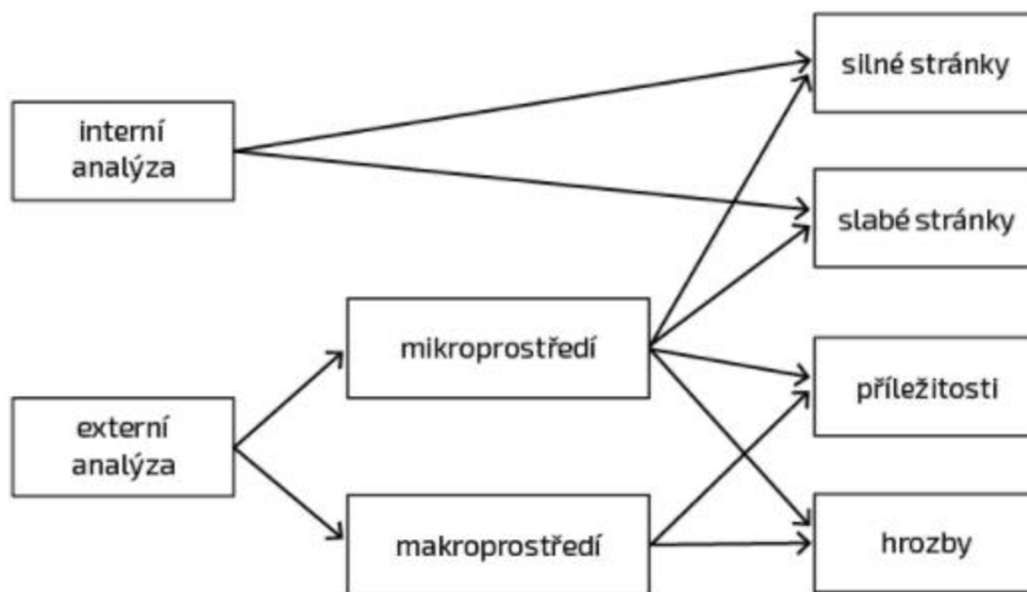 silné stránky
interní
analýza
slabé stránky
mikroprostředí
příležitosti
externí
analýza
makroprostředí
hrozby